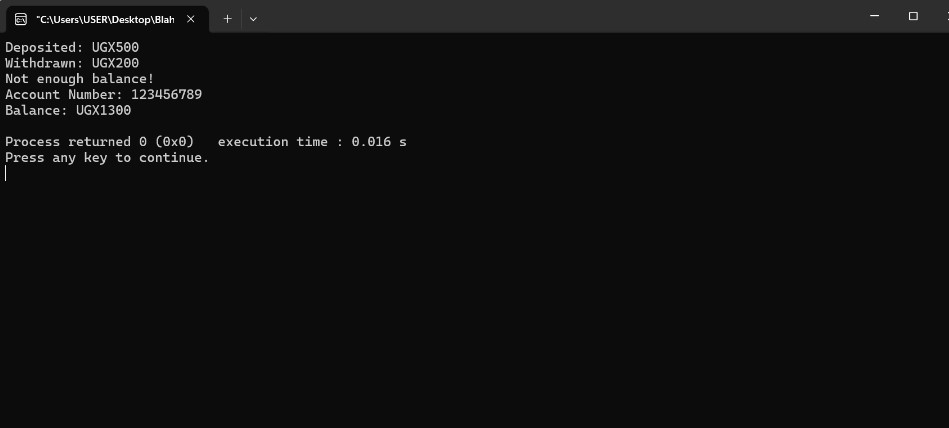 "C:\Users\USER\Desktop\Blah
Deposited: UGX500
Withdrawn: UGX200
Not enough balance!
Account Number: 123456789
Balance: UGX1300
Process returned 0 (0x0)   execution time : 0.016 s
Press any key to continue.